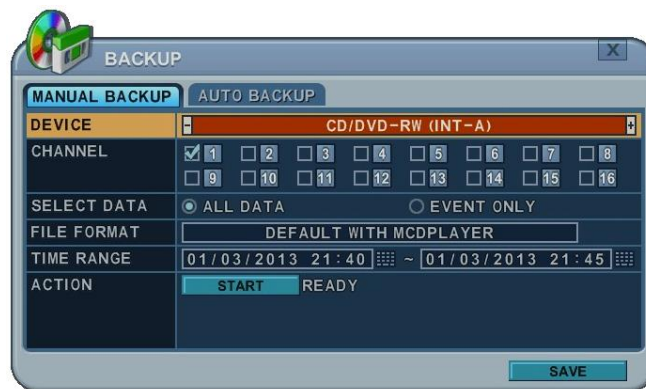 BACKUP
X
MANUAL BACKUP AUTO BACKUP
DEVICE - CD/DVD-RW (INT-A) +
CHANNEL 1 2 3 4 5 6 7 8
9 10 11 12 13 14 15 16
SELECT DATA ALL DATA EVENT ONLY
FILE FORMAT DEFAULT WITH MCDPLAYER
TIME RANGE 01/03/2013 21:40 ~ 01/03/2013 21:45
ACTION START READY
SAVE